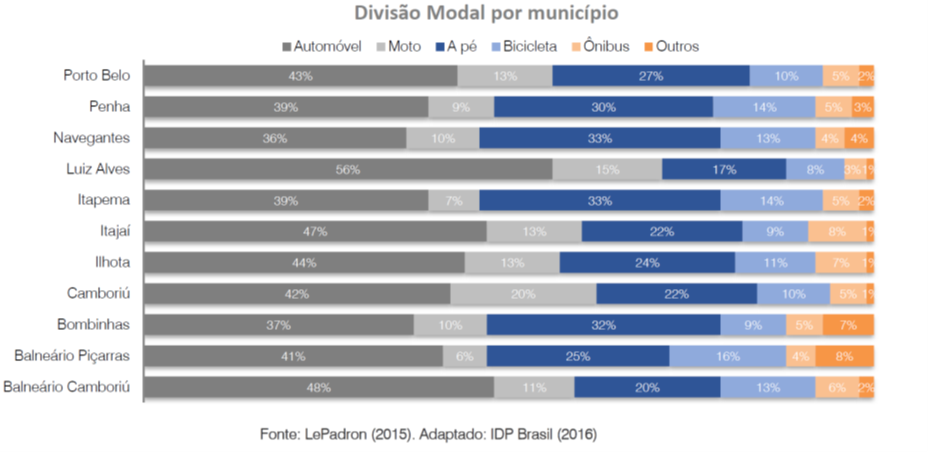 Divisão Modal por município
Automóvel Moto A pé Bicicleta Ônibus Outros
Porto Belo 43% 13% 27% 10% 5% 2%
Penha 39% 9% 30% 14% 5% 3%
Navegantes 36% 10% 33% 13% 4% 4%
Luiz Alves 56% 15% 17% 8% 3% 1%
Itapema 39% 7% 33% 14% 5% 2%
Itajaí 47% 13% 22% 9% 8% 1%
Ilhota 44% 13% 24% 11% 7% 1%
Camboriú 42% 20% 22% 10% 5% 1%
Bombinhas 37% 10% 32% 9% 5% 7%
Balneário Piçarras 41% 6% 25% 16% 4% 8%
Balneário Camboriú 48% 11% 20% 13% 6% 2%
Fonte: LePadron (2015). Adaptado: IDP Brasil (2016)